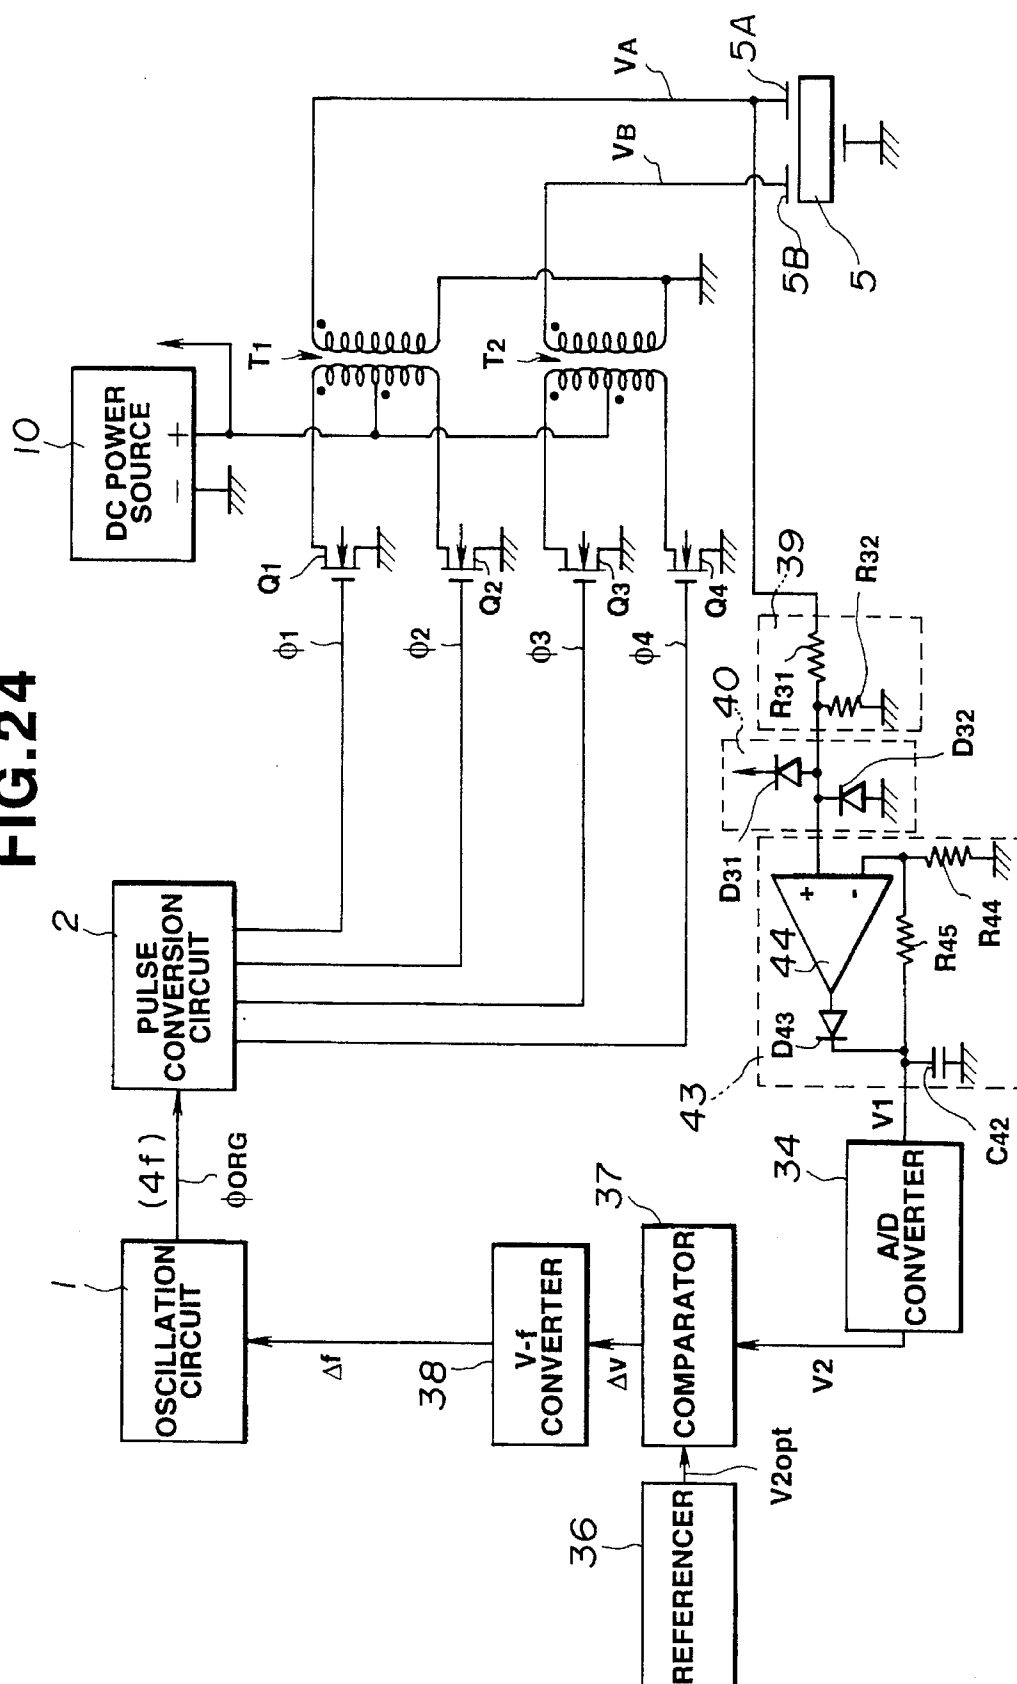 FIG.24
1
OSCILLATION
CIRCUIT
(4f)
ϕORG
2
PULSE
CONVERSION
CIRCUIT
10
DC POWER
SOURCE
-
+
ϕ1
ϕ2
ϕ3
ϕ4
Q1
Q2
Q3
Q4
T1
T2
VA
VB
5A
5B
5
Δf
38
V-f
CONVERTER
Δv
37
COMPARATOR
36
REFERENCER
V2opt
V2
34
A/D
CONVERTER
V1
43
C42
D43
44
+
-
R45
R44
40
D31
D32
39
R31
R32